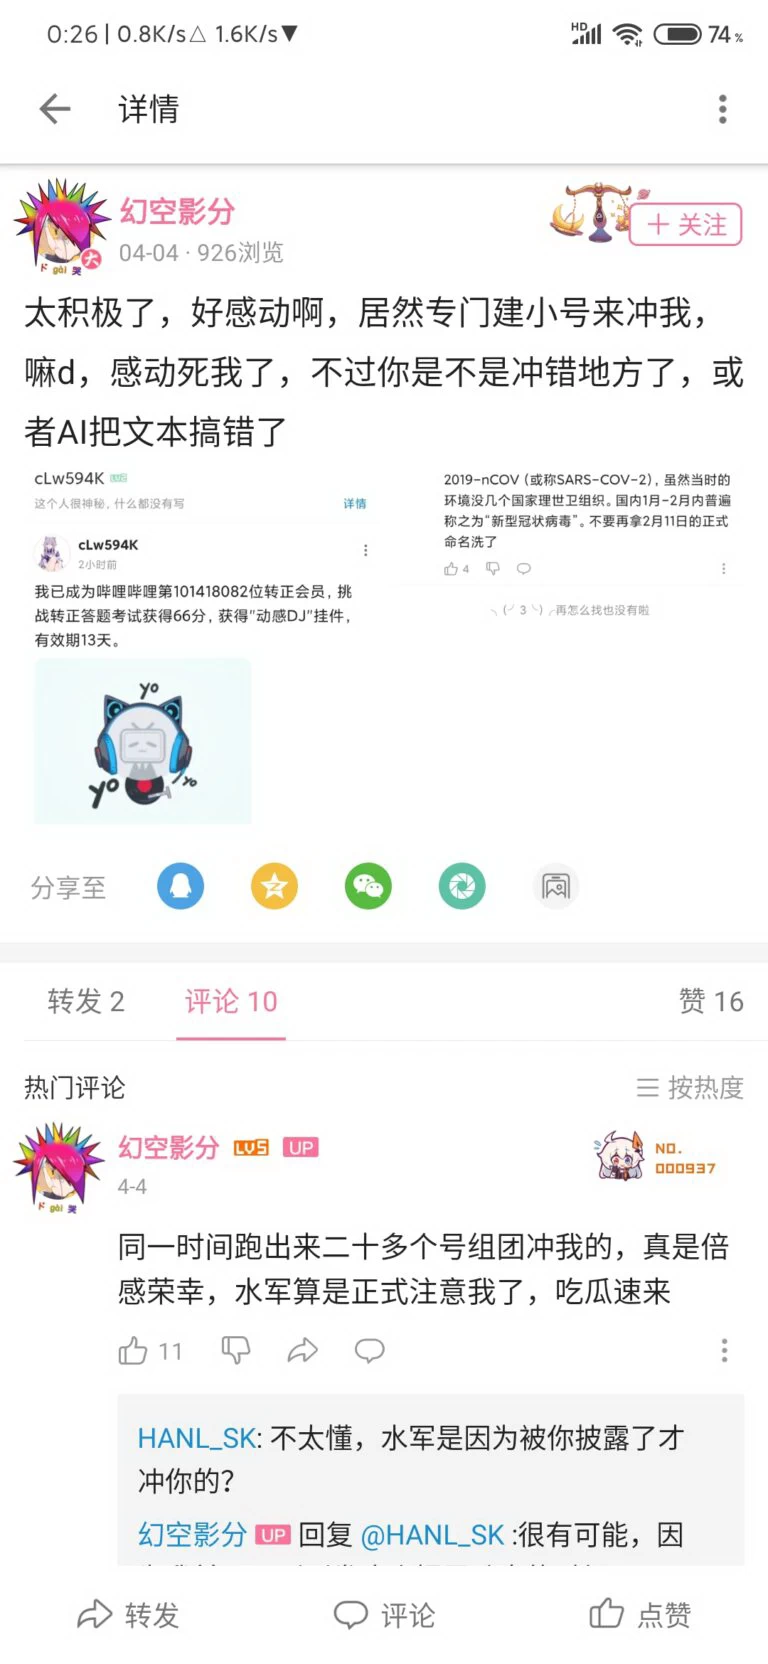 0:26 | 0.8K/s△ 1.6K/s▼
HD
74%
详情
幻空影分
04-04 · 926浏览
十 关注
大
卡 gǎi 哭
太积极了，好感动啊，居然专门建小号来冲我，
嘛d，感动死我了，不过你是不是冲错地方了，或
者AI把文本搞错了
cLw594K LV2
这个人很神秘，什么都没有写
详情
cLw594K
2小时前
我已成为哔哩哔哩第101418082位转正会员，挑
战转正答题考试获得66分，获得"动感DJ"挂件，
有效期13天。
yo
yo
yo
2019-nCOV（或称SARS-COV-2），虽然当时的
环境没几个国家理世卫组织。国内1月-2月内普遍
称之为“新型冠状病毒”。不要再拿2月11日的正式
命名洗了
4
╮(╯3╰)╭再怎么找也没有啦
分享至
转发 2
评论 10
赞 16
热门评论
按热度
幻空影分 LV5 UP
4-4
NO.
000937
同一时间跑出来二十多个号组团冲我的，真是倍
感荣幸，水军算是正式注意我了，吃瓜速来
11
HANL_SK: 不太懂，水军是因为被你披露了才
冲你的？
幻空影分 UP 回复 @HANL_SK :很有可能，因
转发
评论
点赞